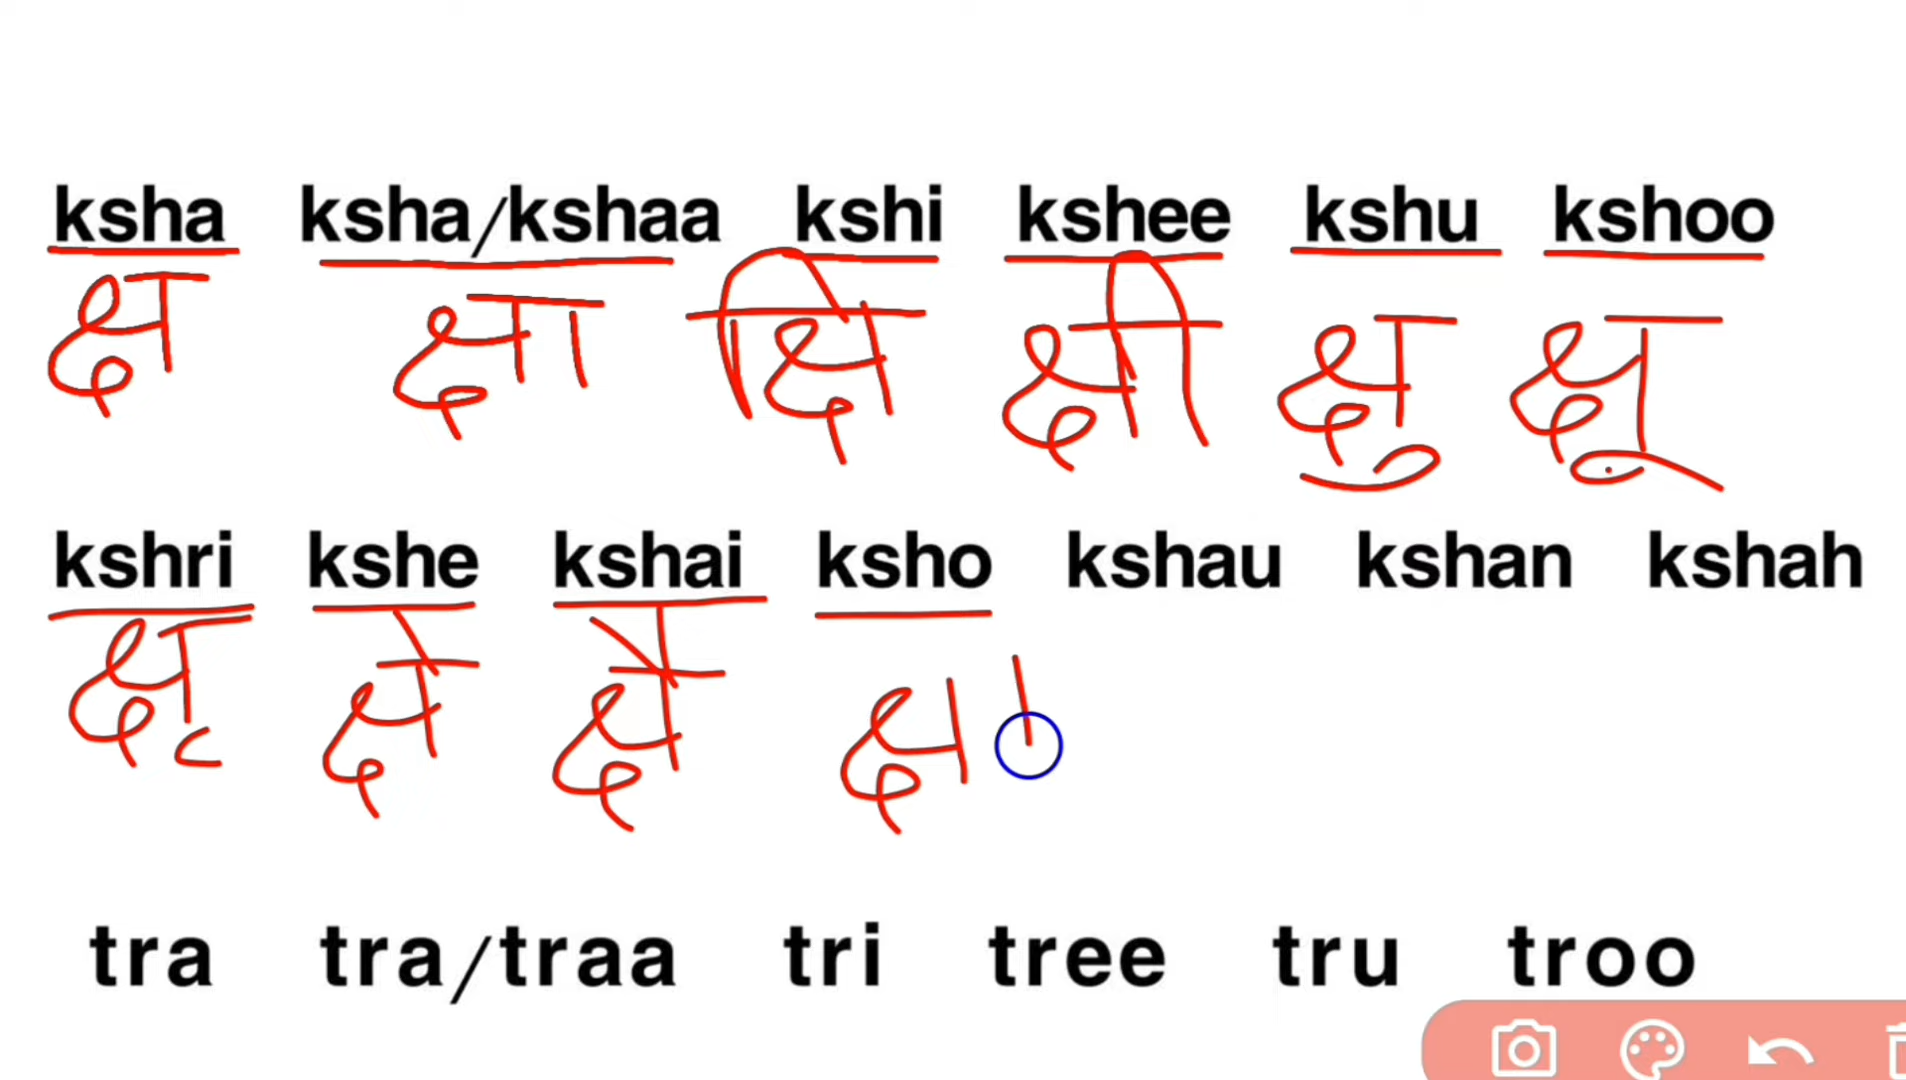 ksha ksha/kshaa kshi kshee kshu kshoo
क्ष क्षा क्षि क्षी क्षु क्षू
kshri kshe kshai ksho kshau kshan kshah
क्षृ क्षे क्षै क्षा
tra tra/traa tri tree tru troo